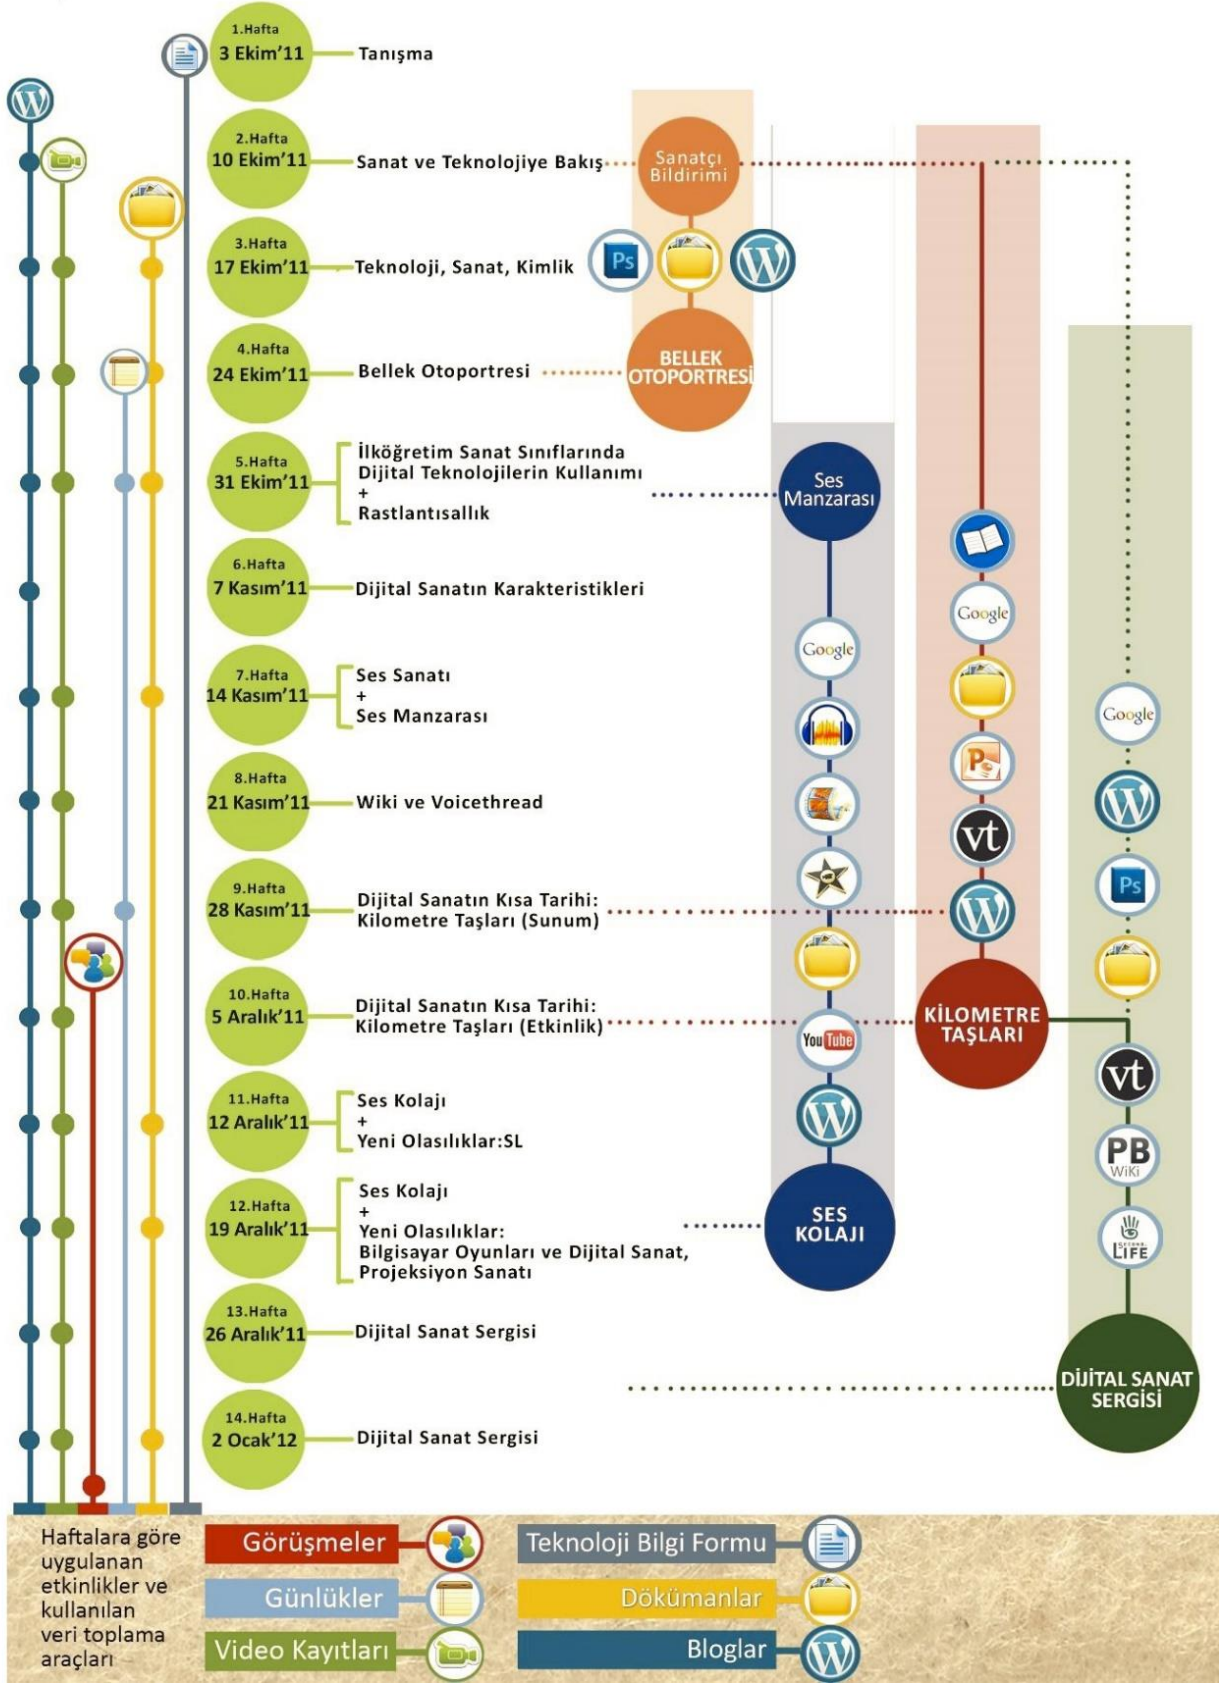 1.Hafta
3 Ekim'11
Tanışma
2.Hafta
10 Ekim'11
Sanat ve Teknolojiye Bakış
Sanatçı
Bildirimi
3.Hafta
17 Ekim'11
Teknoloji, Sanat, Kimlik
Ps
4.Hafta
24 Ekim'11
Bellek Otoportresi
BELLEK
OTOPORTRESİ
5.Hafta
31 Ekim'11
İlköğretim Sanat Sınıflarında
Dijital Teknolojilerin Kullanımı
+
Rastlantısallık
Ses
Manzarası
6.Hafta
7 Kasım'11
Dijital Sanatın Karakteristikleri
Google
Google
7.Hafta
14 Kasım'11
Ses Sanatı
+
Ses Manzarası
Google
8.Hafta
21 Kasım'11
Wiki ve Voicethread
P
vt
Ps
9.Hafta
28 Kasım'11
Dijital Sanatın Kısa Tarihi:
Kilometre Taşları (Sunum)
10.Hafta
5 Aralık'11
Dijital Sanatın Kısa Tarihi:
Kilometre Taşları (Etkinlik)
KİLOMETRE
TAŞLARI
You Tube
vt
11.Hafta
12 Aralık'11
Ses Kolajı
+
Yeni Olasılıklar:SL
PB
WiKi
12.Hafta
19 Aralık'11
Ses Kolajı
+
Yeni Olasılıklar:
Bilgisayar Oyunları ve Dijital Sanat,
Projeksiyon Sanatı
SES
KOLAJI
SECOND
LIFE
13.Hafta
26 Aralık'11
Dijital Sanat Sergisi
DİJİTAL SANAT
SERGİSİ
14.Hafta
2 Ocak'12
Dijital Sanat Sergisi
Haftalara göre
uygulanan
etkinlikler ve
kullanılan
veri toplama
araçları
Görüşmeler
Günlükler
Video Kayıtları
Teknoloji Bilgi Formu
Dökümanlar
Bloglar